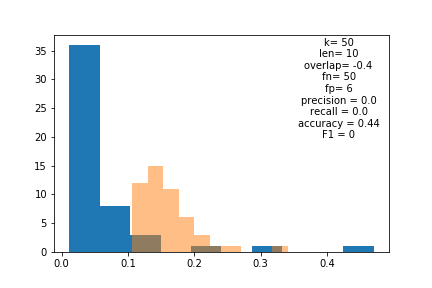 k= 50
len= 10
overlap= -0.4
fn= 50
fp= 6
precision = 0.0
recall = 0.0
accuracy = 0.44
F1 = 0
35
30
25
20
15
10
5
0
0.0 0.1 0.2 0.3 0.4